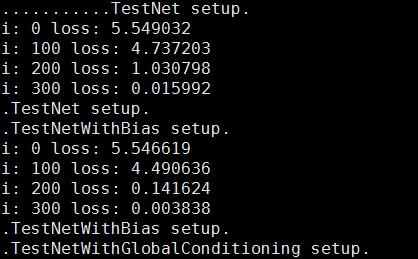 ...........TestNet setup.
i: 0 loss: 5.549032
i: 100 loss: 4.737203
i: 200 loss: 1.030798
i: 300 loss: 0.015992
.TestNet setup.
.TestNetWithBias setup.
i: 0 loss: 5.546619
i: 100 loss: 4.490636
i: 200 loss: 0.141624
i: 300 loss: 0.003838
.TestNetWithBias setup.
.TestNetWithGlobalConditioning setup.